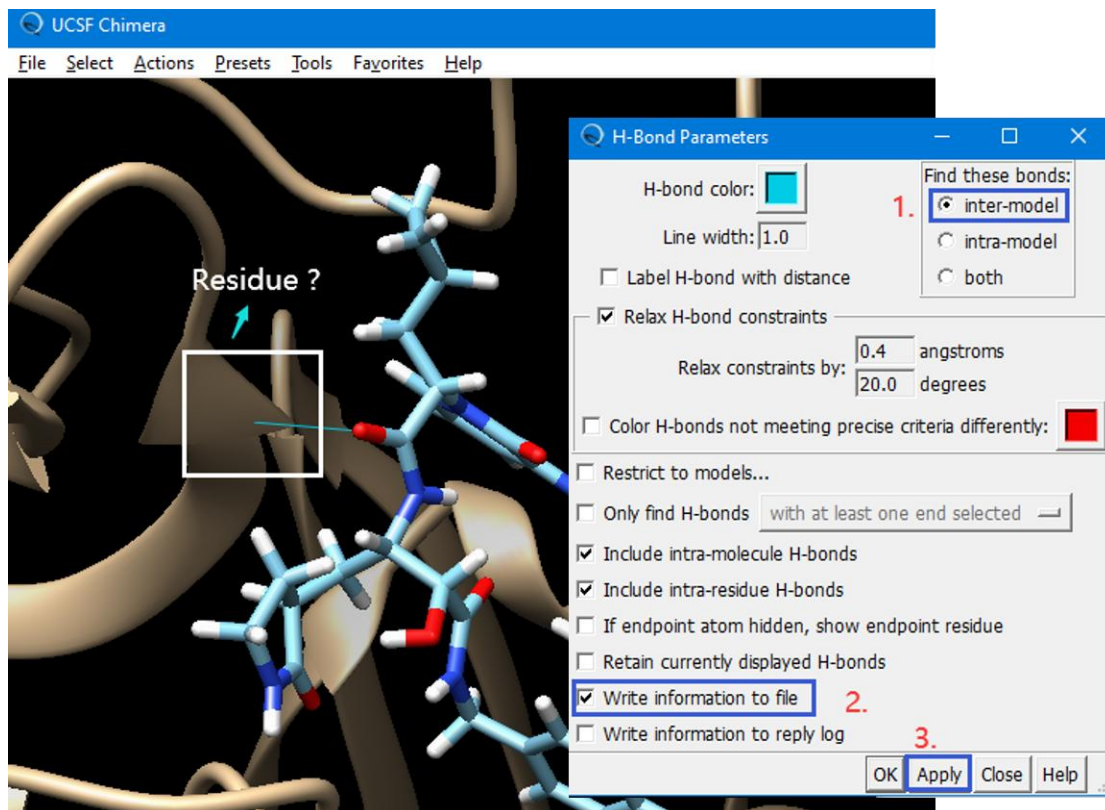 UCSF Chimera
File Select Actions Presets Tools Favorites Help
Residue ?
H-Bond Parameters
H-bond color:
Line width: 1.0
Label H-bond with distance
Find these bonds:
1. inter-model
intra-model
both
Relax H-bond constraints
Relax constraints by: 0.4 angstroms
20.0 degrees
Color H-bonds not meeting precise criteria differently:
Restrict to models...
Only find H-bonds with at least one end selected
Include intra-molecule H-bonds
Include intra-residue H-bonds
If endpoint atom hidden, show endpoint residue
Retain currently displayed H-bonds
Write information to file 2.
Write information to reply log
3.
OK Apply Close Help